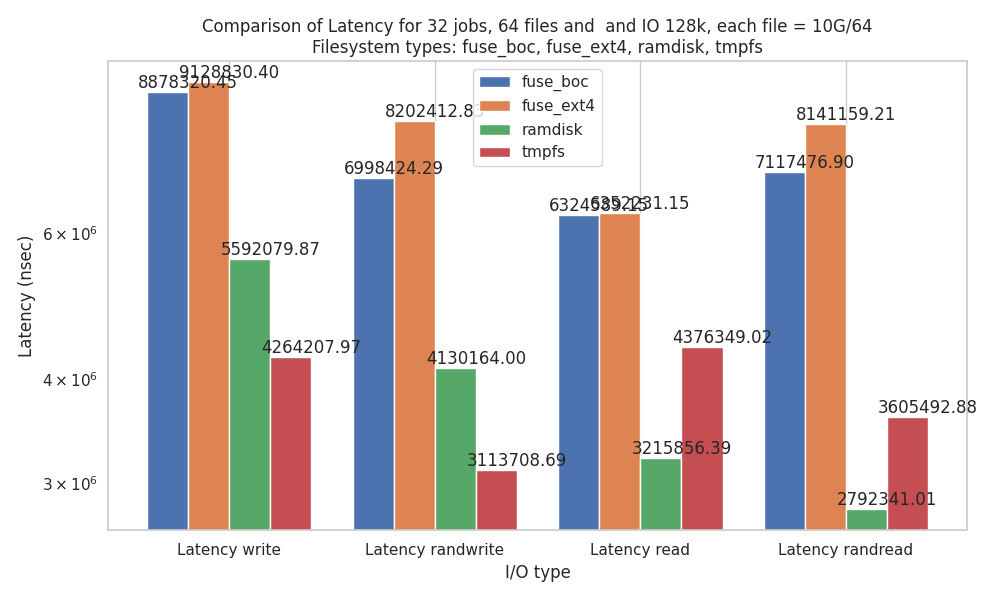 Comparison of Latency for 32 jobs, 64 files and  and IO 128k, each file = 10G/64
Filesystem types: fuse_boc, fuse_ext4, ramdisk, tmpfs
fuse_boc
fuse_ext4
ramdisk
tmpfs
Latency (nsec)
6 × 10⁶
4 × 10⁶
3 × 10⁶
8878320.45
9128830.40
5592079.87
4264207.97
6998424.29
4130164.00
3113708.69
6352231.15
3215856.39
4376349.02
7117476.90
8141159.21
2792341.01
3605492.88
Latency write
Latency randwrite
Latency read
Latency randread
I/O type